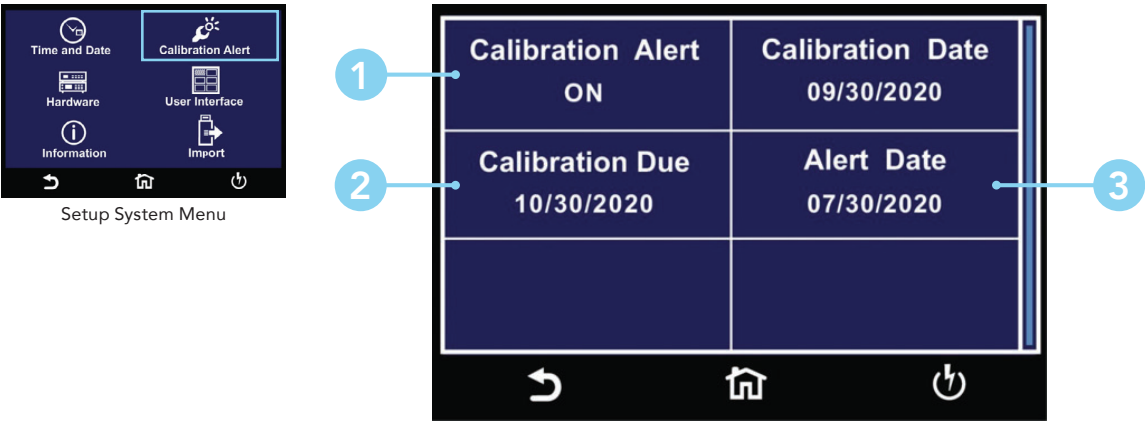 Time and Date
Calibration Alert
Hardware
User Interface
Information
Import
Setup System Menu
1
Calibration Alert
ON
Calibration Date
09/30/2020
2
Calibration Due
10/30/2020
Alert Date
07/30/2020
3